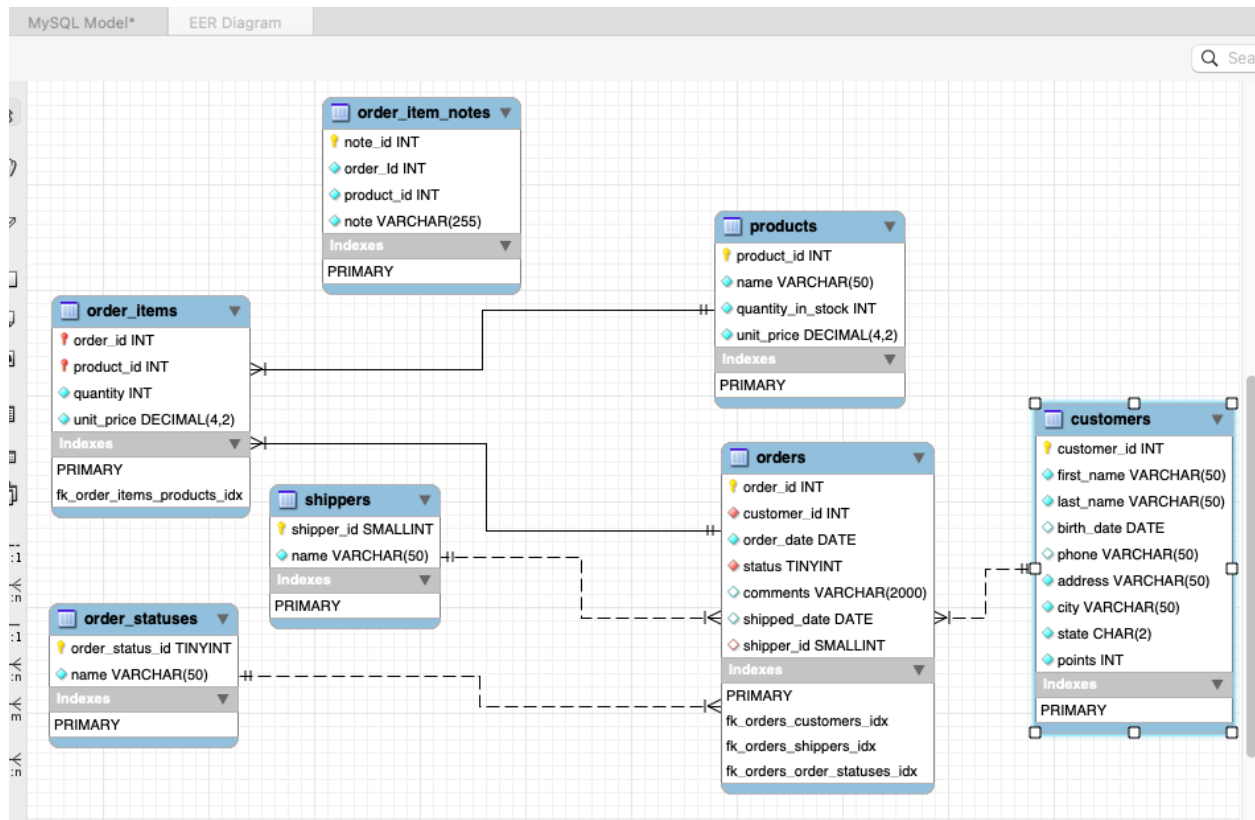 MySQL Model*
EER Diagram
Sea
order_item_notes
note_id INT
order_Id INT
product_id INT
note VARCHAR(255)
Indexes
PRIMARY
products
product_id INT
name VARCHAR(50)
quantity_in_stock INT
unit_price DECIMAL(4,2)
Indexes
PRIMARY
order_items
order_id INT
product_id INT
quantity INT
unit_price DECIMAL(4,2)
Indexes
PRIMARY
fk_order_items_products_idx
customers
customer_id INT
first_name VARCHAR(50)
last_name VARCHAR(50)
birth_date DATE
phone VARCHAR(50)
address VARCHAR(50)
city VARCHAR(50)
state CHAR(2)
points INT
Indexes
PRIMARY
orders
order_id INT
customer_id INT
order_date DATE
status TINYINT
comments VARCHAR(2000)
shipped_date DATE
shipper_id SMALLINT
Indexes
PRIMARY
fk_orders_customers_idx
fk_orders_shippers_idx
fk_orders_order_statuses_idx
shippers
shipper_id SMALLINT
name VARCHAR(50)
Indexes
PRIMARY
order_statuses
order_status_id TINYINT
name VARCHAR(50)
Indexes
PRIMARY
:1
:n
:1
:n
m
:n